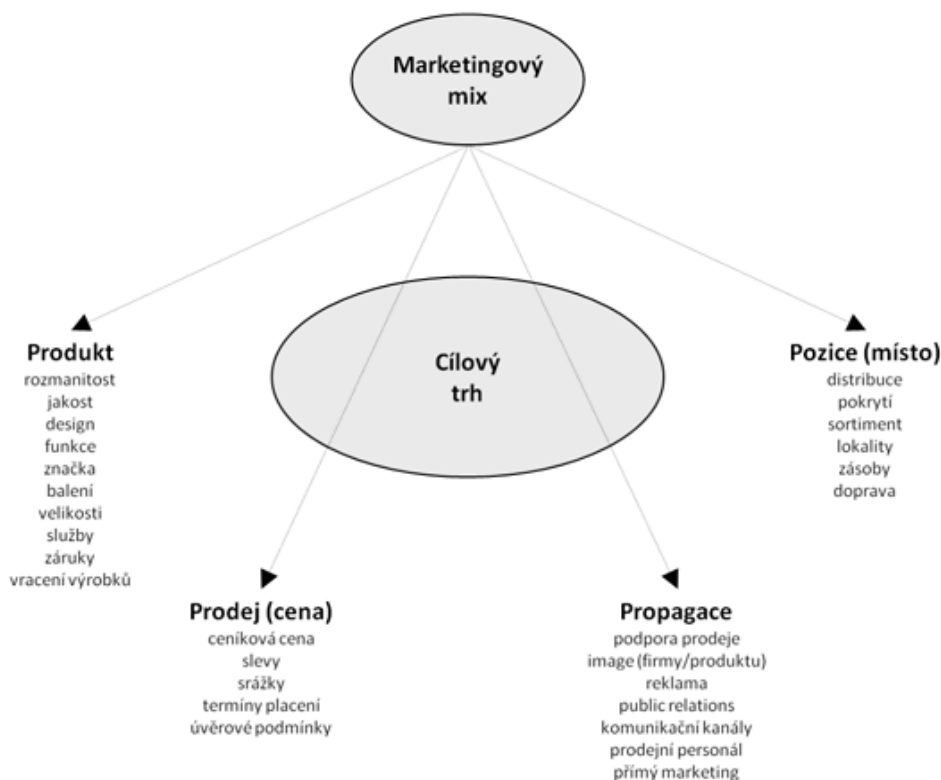 Marketingový
mix
Cílový
trh
Produkt
rozmanitost
jakost
design
funkce
značka
balení
velikosti
služby
záruky
vracení výrobků
Prodej (cena)
ceníková cena
slevy
srážky
termíny placení
úvěrové podmínky
Propagace
podpora prodeje
image (firmy/produktu)
reklama
public relations
komunikační kanály
prodejní personál
přímý marketing
Pozice (místo)
distribuce
pokrytí
sortiment
lokality
zásoby
doprava